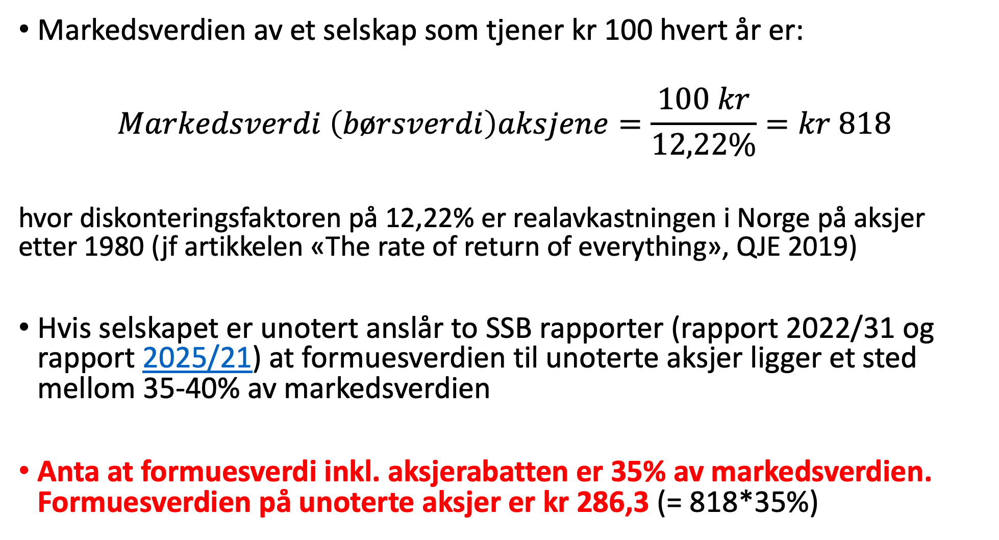 • Markedsverdien av et selskap som tjener kr 100 hvert år er:
Markedsverdi (børsverdi)aksjene = 100 kr / 12,22% = kr 818
hvor diskonteringsfaktoren på 12,22% er realavkastningen i Norge på aksjer
etter 1980 (jf artikkelen «The rate of return of everything», QJE 2019)
• Hvis selskapet er unotert anslår to SSB rapporter (rapport 2022/31 og
rapport 2025/21) at formuesverdien til unoterte aksjer ligger et sted
mellom 35-40% av markedsverdien
• Anta at formuesverdi inkl. aksjerabatten er 35% av markedsverdien.
Formuesverdien på unoterte aksjer er kr 286,3 (= 818*35%)